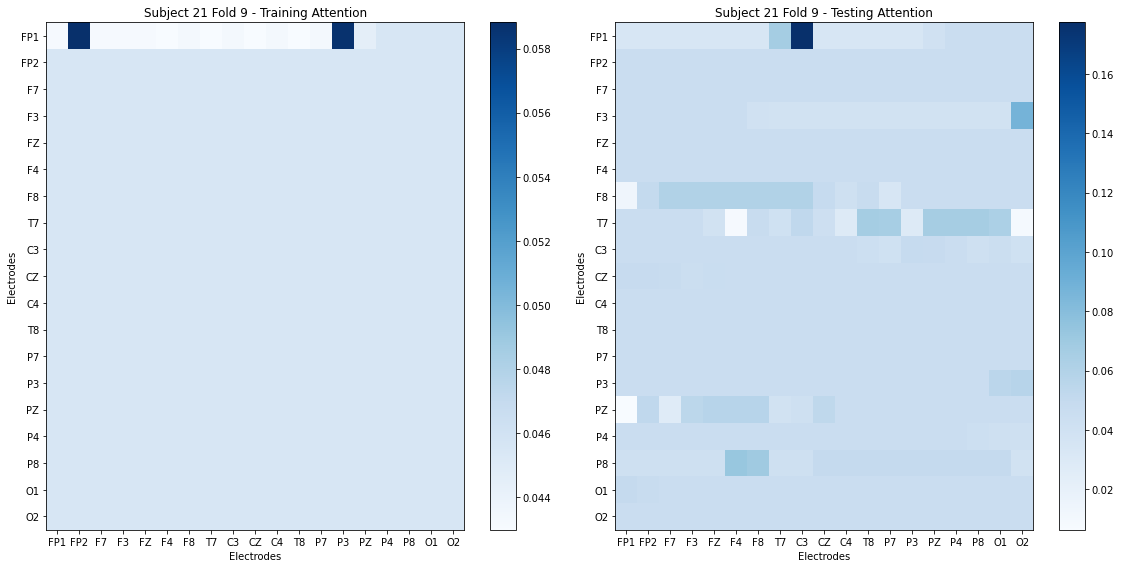 Subject 21 Fold 9 - Training Attention
Electrodes
FP1
FP2
F7
F3
FZ
F4
F8
T7
C3
CZ
C4
T8
P7
P3
PZ
P4
P8
O1
O2
FP1 FP2 F7 F3 FZ F4 F8 T7 C3 CZ C4 T8 P7 P3 PZ P4 P8 O1 O2
Electrodes
0.058
0.056
0.054
0.052
0.050
0.048
0.046
0.044
Subject 21 Fold 9 - Testing Attention
Electrodes
FP1
FP2
F7
F3
FZ
F4
F8
T7
C3
CZ
C4
T8
P7
P3
PZ
P4
P8
O1
O2
FP1 FP2 F7 F3 FZ F4 F8 T7 C3 CZ C4 T8 P7 P3 PZ P4 P8 O1 O2
Electrodes
0.16
0.14
0.12
0.10
0.08
0.06
0.04
0.02